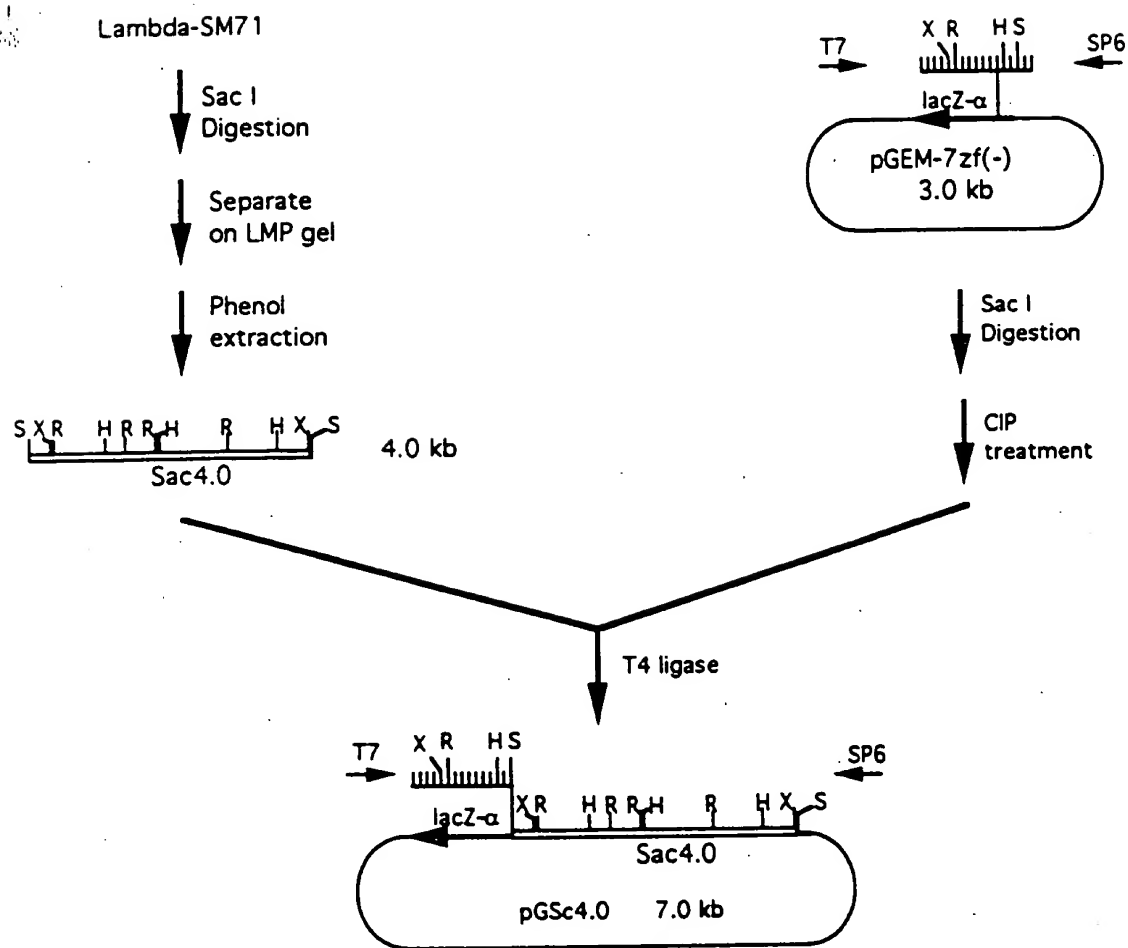 Lambda-SM71
Sac I
Digestion
Separate
on LMP gel
Phenol
extraction
S X R H R R H R H X S
4.0 kb
Sac4.0
T7
X R H S
SP6
lacZ-α
pGEM-7zf(-)
3.0 kb
Sac I
Digestion
CIP
treatment
T4 ligase
T7
X R H S
SP6
lacZ-α
X R H R R H R H X S
Sac4.0
pGSc4.0 7.0 kb